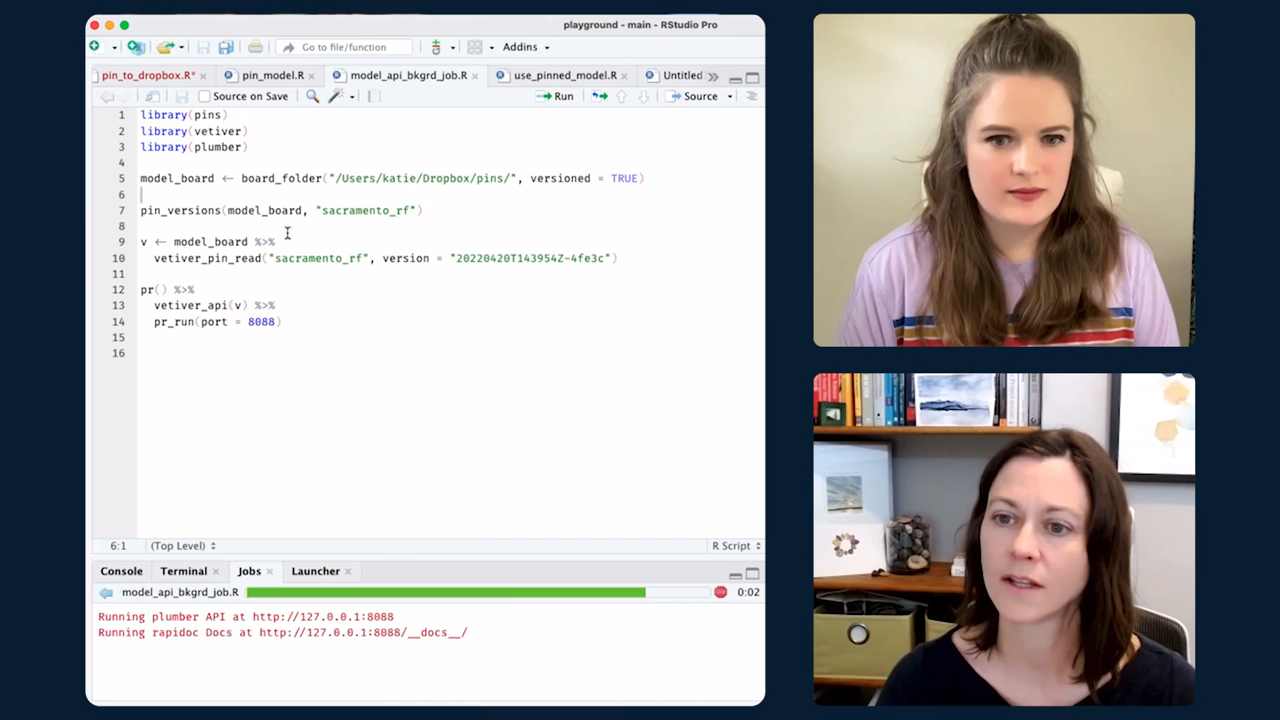 playground - main - RStudio Pro
Go to file/function
Addins
pin_to_dropbox.R*
pin_model.R
model_api_bkgrd_job.R
use_pinned_model.R
Untitled
Source on Save
Run
Source
1 library(pins)
2 library(vetiver)
3 library(plumber)
4
5 model_board ← board_folder("/Users/katie/Dropbox/pins/", versioned = TRUE)
6
7 pin_versions(model_board, "sacramento_rf")
8
9 v ← model_board %>%
10 vetiver_pin_read("sacramento_rf", version = "20220420T143954Z-4fe3c")
11
12 pr() %>%
13 vetiver_api(v) %>%
14 pr_run(port = 8088)
15
16
6:1 (Top Level) R Script
Console Terminal Jobs Launcher
model_api_bkgrd_job.R 0:02
Running plumber API at http://127.0.0.1:8088
Running rapidoc Docs at http://127.0.0.1:8088/__docs__/